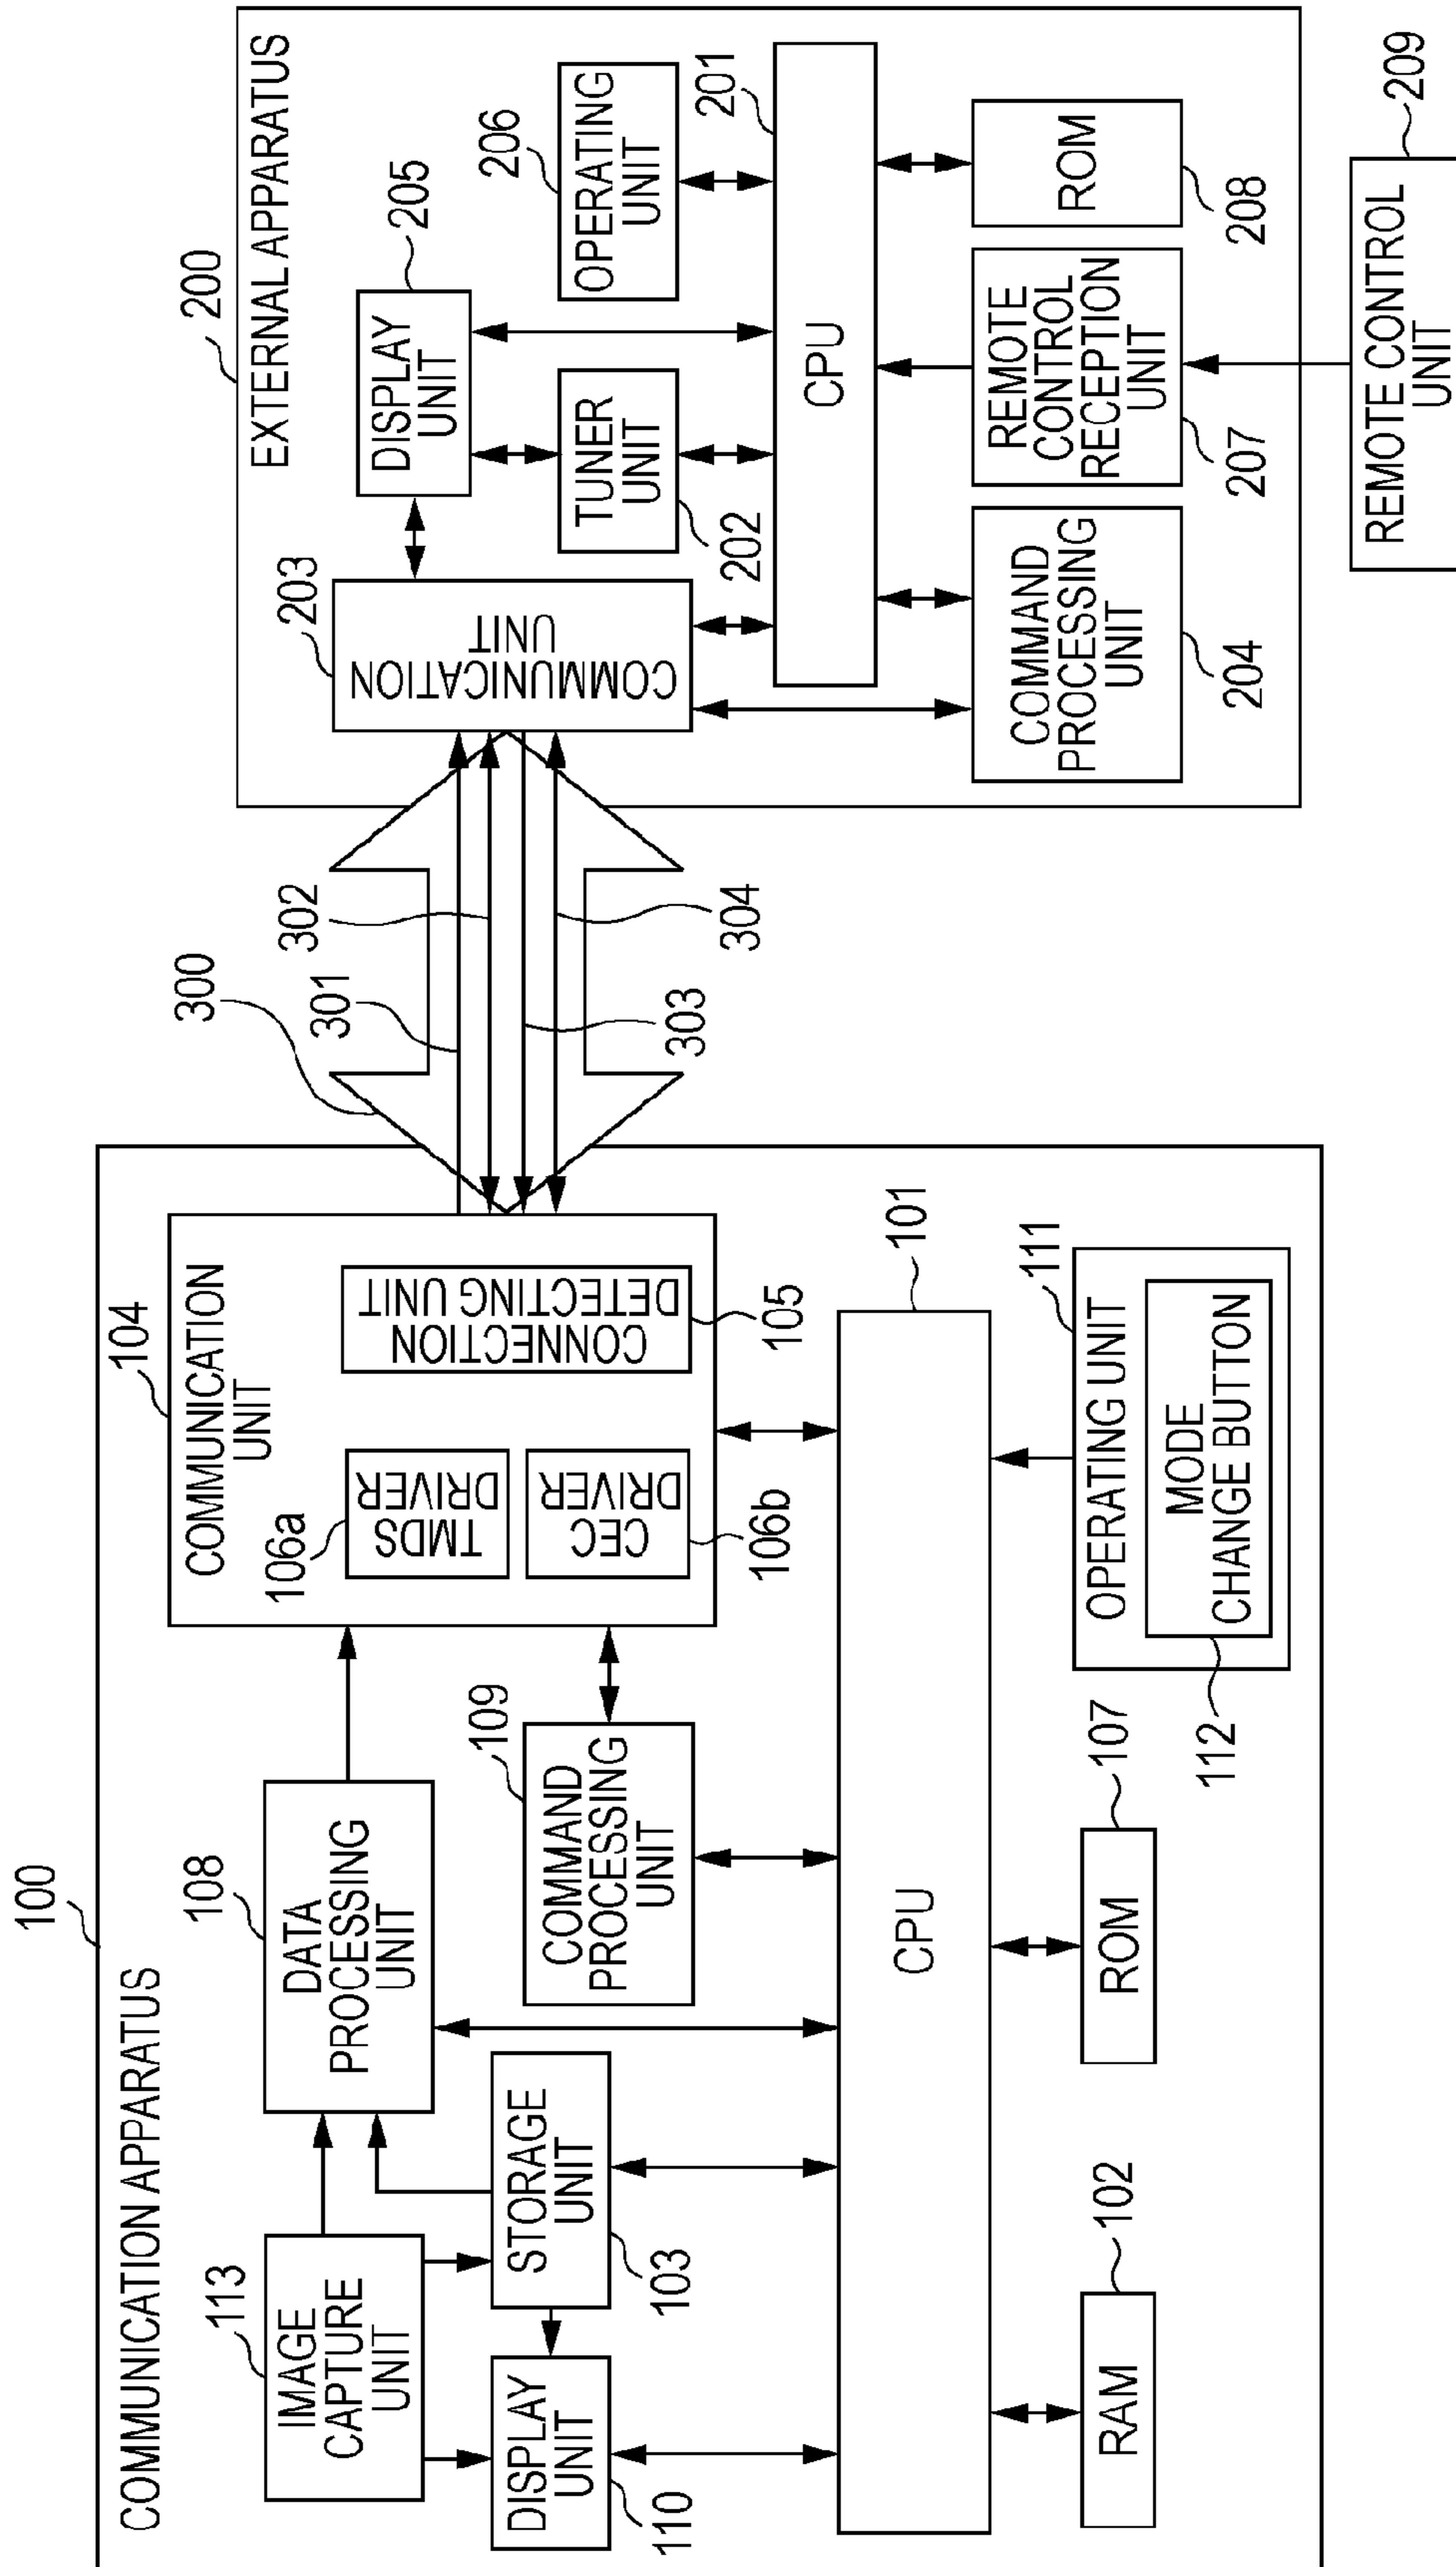 100
COMMUNICATION APPARATUS
113
IMAGE
CAPTURE
UNIT
108
DATA
PROCESSING
UNIT
104
COMMUNICATION
UNIT
106a
TMDS
DRIVER
CEC
DRIVER
106b
CONNECTION
DETECTING UNIT
105
DISPLAY
UNIT
110
STORAGE
UNIT
103
109
COMMAND
PROCESSING
UNIT
CPU
101
RAM
102
ROM
107
111
OPERATING UNIT
MODE
CHANGE BUTTON
112
300
301
302
303
304
200
EXTERNAL APPARATUS
203
COMMUNICATION
UNIT
205
DISPLAY
UNIT
TUNER
UNIT
202
206
OPERATING
UNIT
201
CPU
COMMAND
PROCESSING
UNIT
204
REMOTE
CONTROL
RECEPTION
UNIT
207
ROM
208
209
REMOTE CONTROL
UNIT